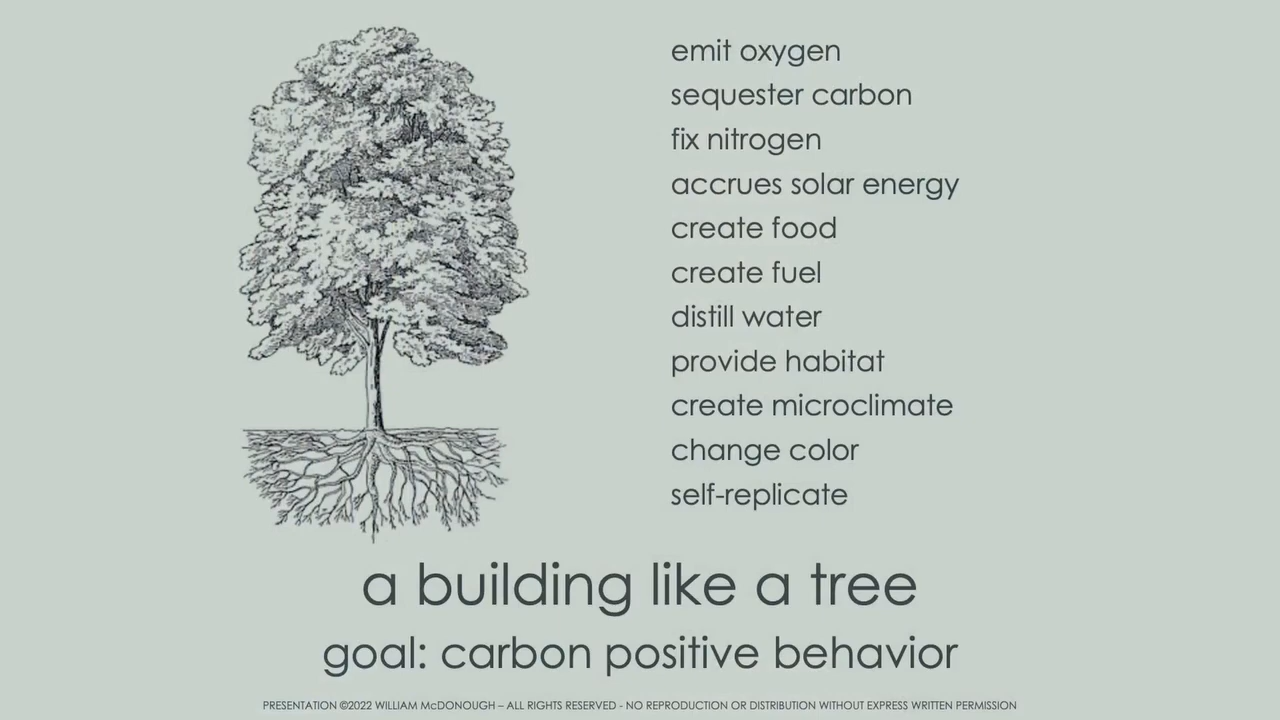 emit oxygen
sequester carbon
fix nitrogen
accrues solar energy
create food
create fuel
distill water
provide habitat
create microclimate
change color
self-replicate
a building like a tree
goal: carbon positive behavior
PRESENTATION ©2022 WILLIAM McDONOUGH – ALL RIGHTS RESERVED - NO REPRODUCTION OR DISTRIBUTION WITHOUT EXPRESS WRITTEN PERMISSION